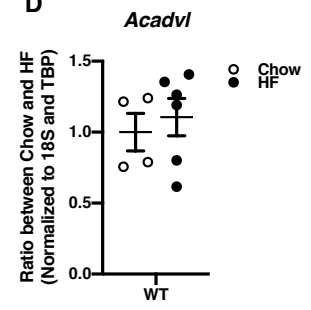 D
Acadvl
Ratio between Chow and HF
(Normalized to 18S and TBP)
1.5
1.0
0.5
0.0
WT
Chow
HF